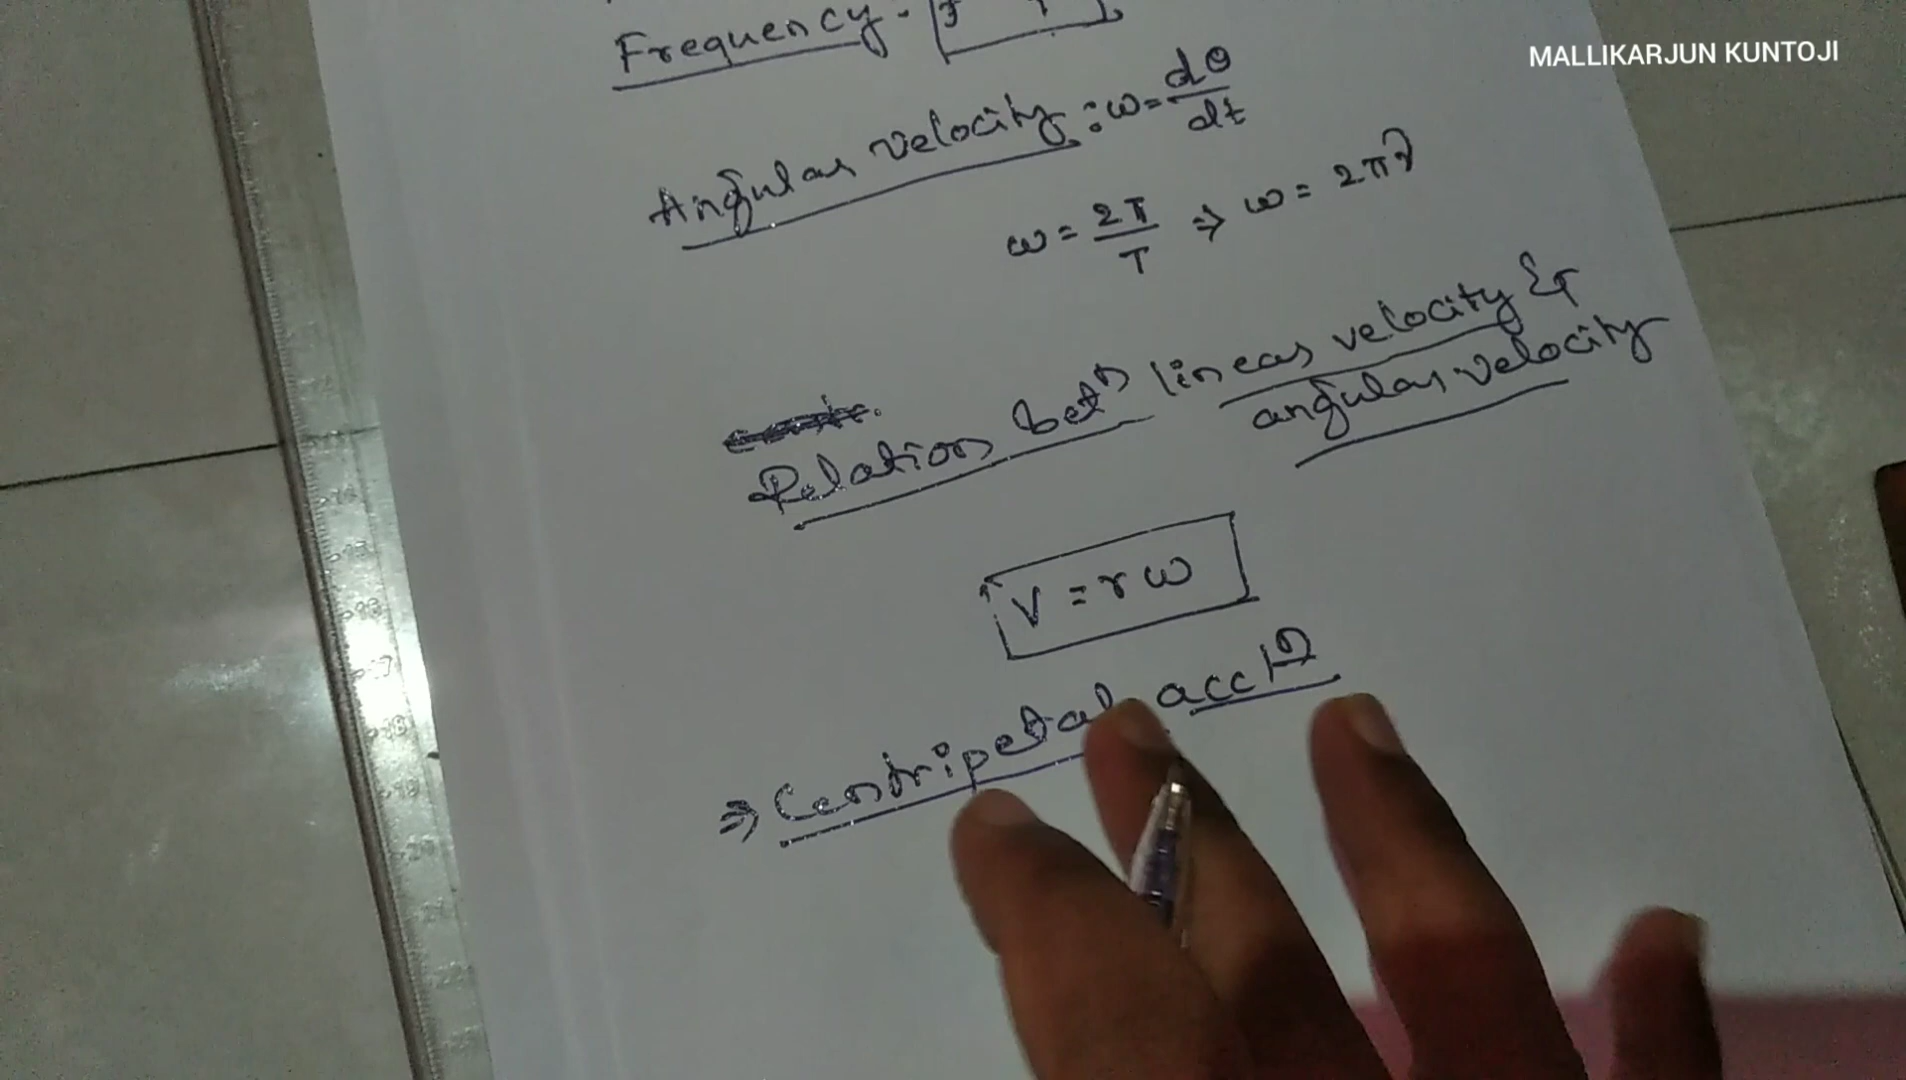 MALLIKARJUN KUNTOJI
Frequency
Angular velocity : ω = dθ/dt
ω = 2π/T ⇒ ω = 2πν
Relation betⁿ linear velocity &
angular velocity
V = rω
⇒ Centripetal acclⁿ